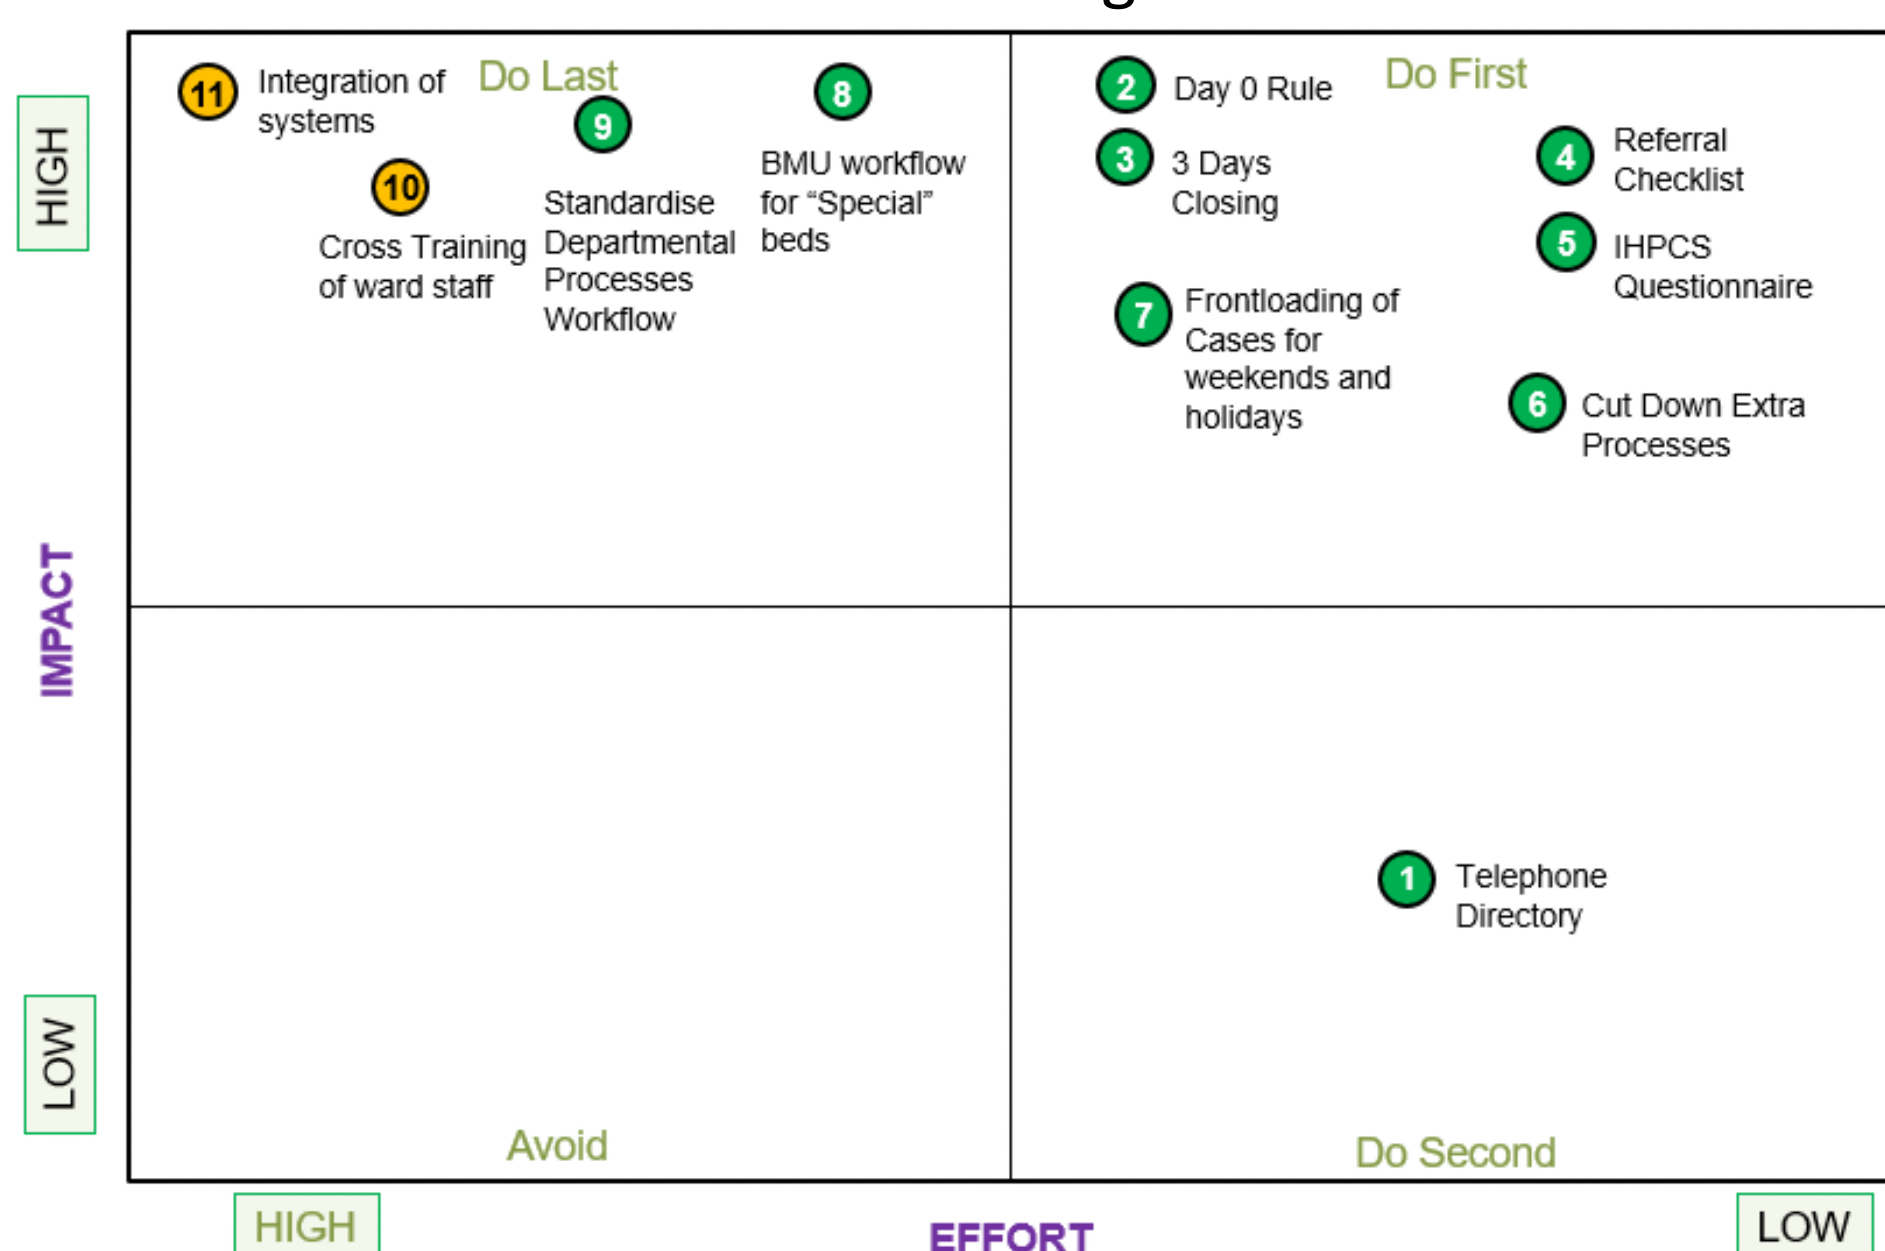 g
HIGH
IMPACT
LOW
Do Last
11
Integration of
systems
10
Cross Training
of ward staff
9
Standardise
Departmental
Processes
Workflow
8
BMU workflow
for “Special”
beds
Do First
2
Day 0 Rule
3
3 Days
Closing
4
Referral
Checklist
5
IHPCS
Questionnaire
7
Frontloading of
Cases for
weekends and
holidays
6
Cut Down Extra
Processes
1
Telephone
Directory
Avoid
Do Second
HIGH
EFFORT
LOW